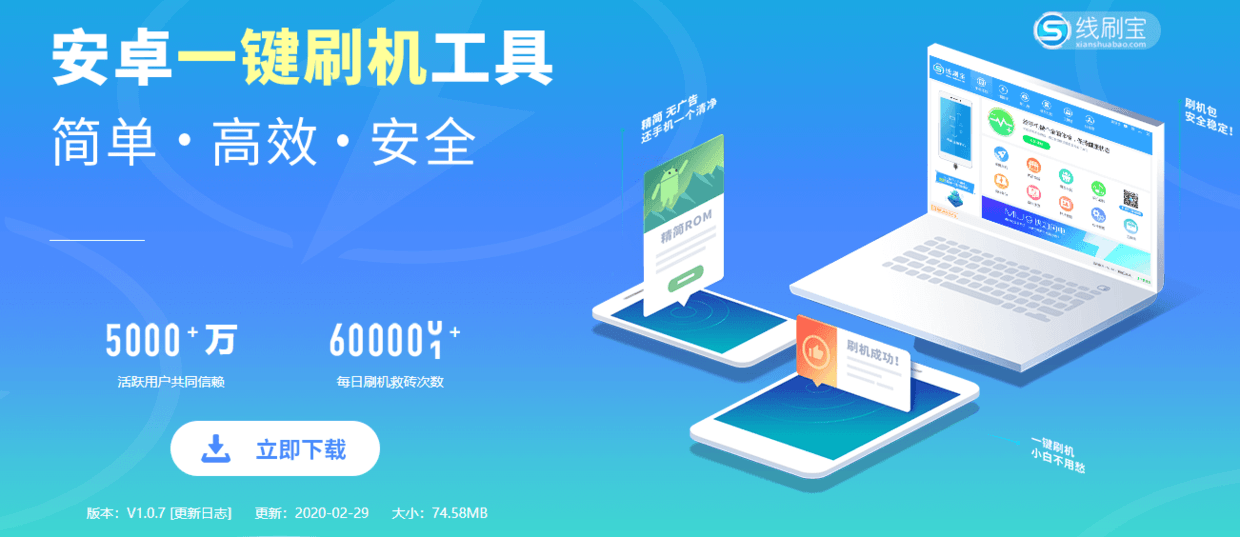 安卓一键刷机工具
线刷宝
xianshuabao.com
简单·高效·安全
精简 无广告
还手机一个清净
刷机包
安全稳定!
线刷宝
精简ROM
MIUI9
刷机成功!
5000+万
60000+
活跃用户共同信赖
每日刷机救砖次数
立即下载
一键刷机
小白不用愁
版本：V1.0.7 [更新日志] 更新：2020-02-29 大小：74.58MB